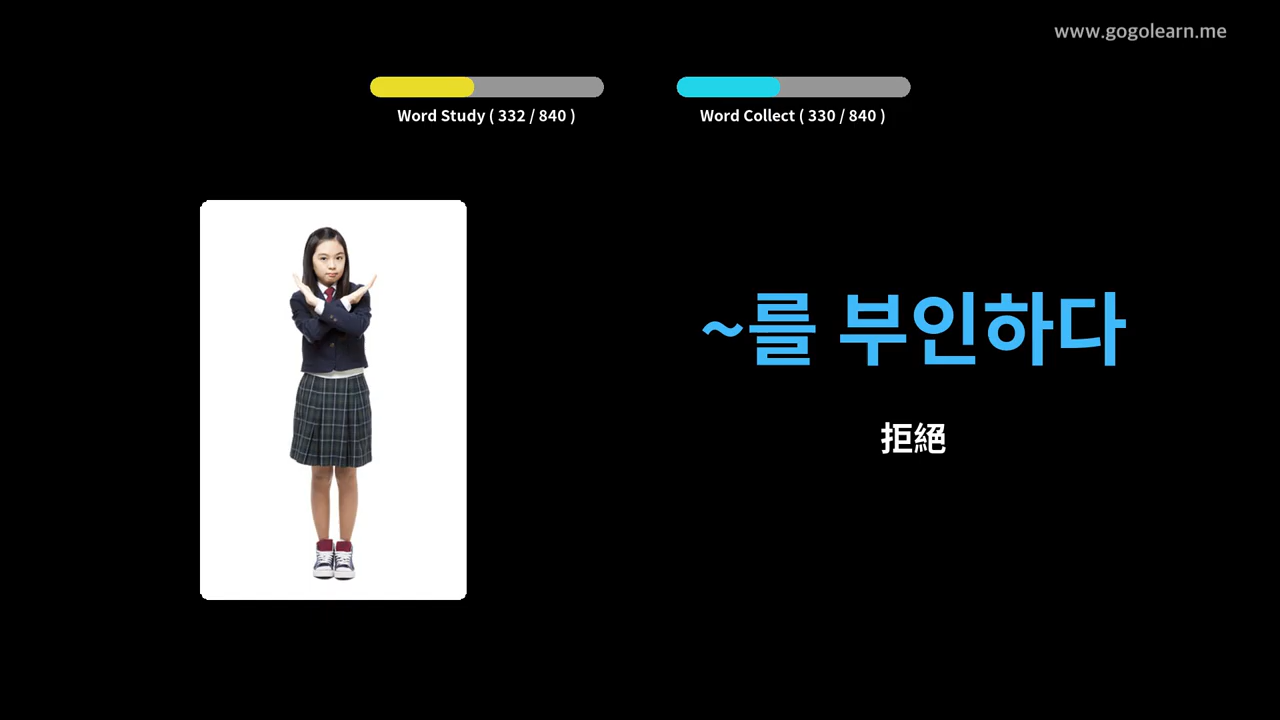 www.gogolearn.me
Word Study ( 332 / 840 )
Word Collect ( 330 / 840 )
~를 부인하다
拒絕